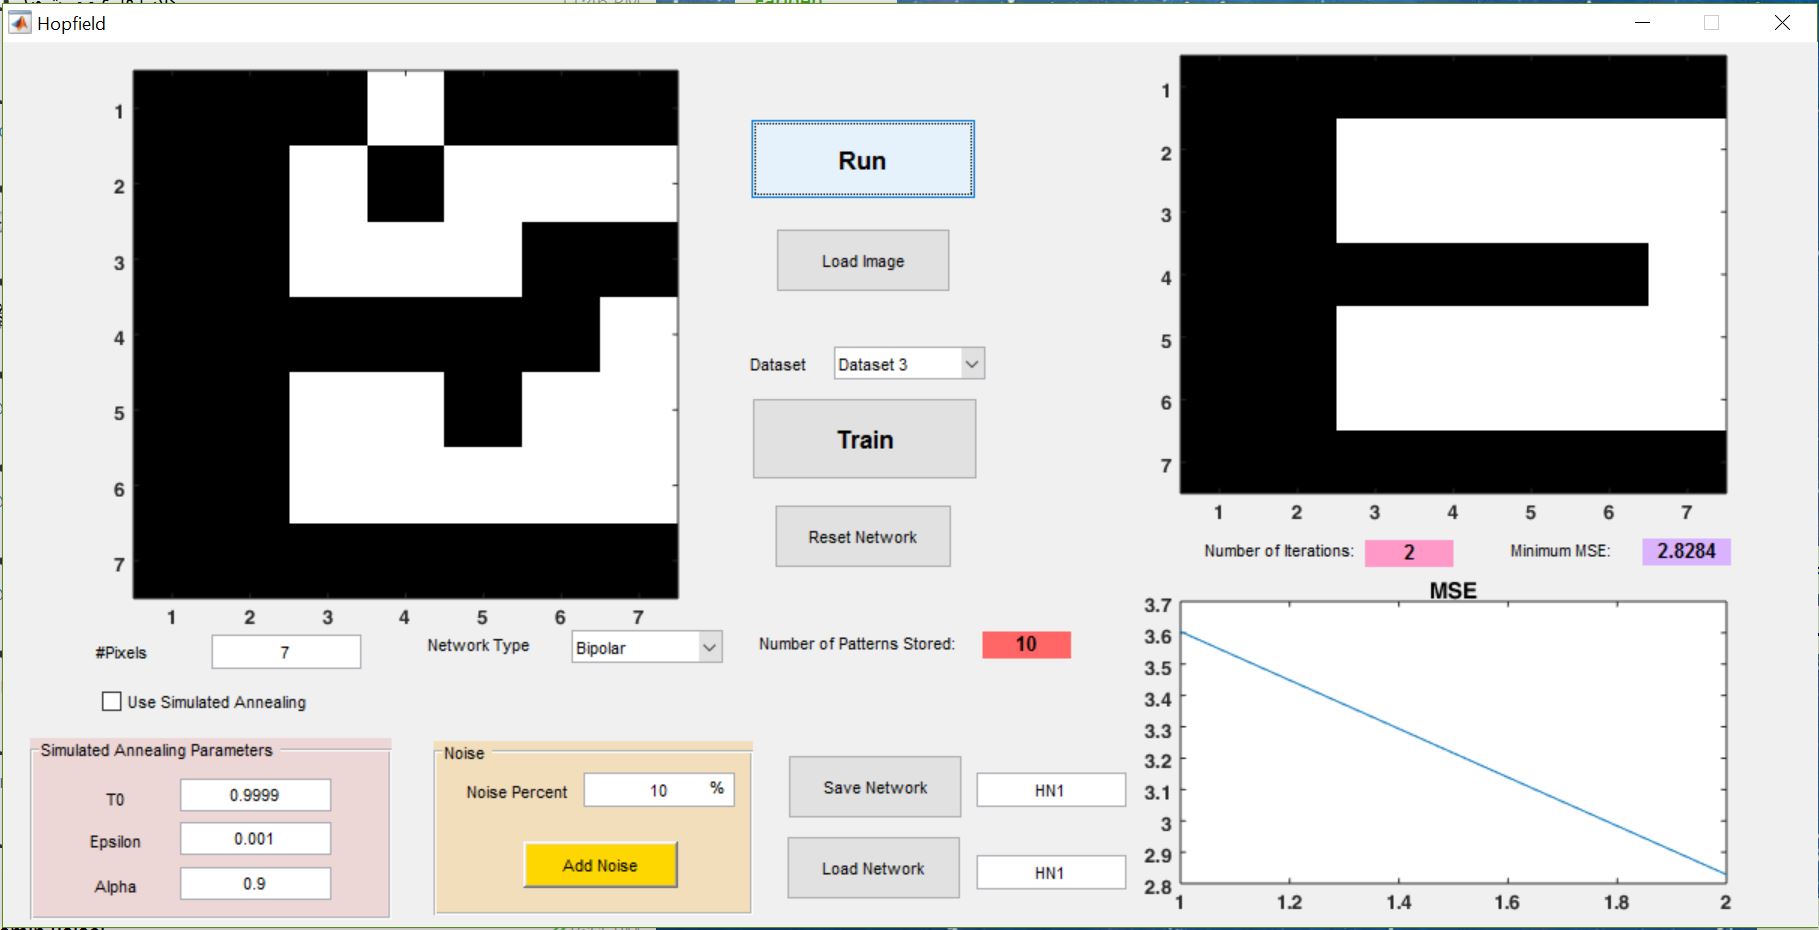 Hopfield
1
2
3
4
5
6
7
1 2 3 4 5 6 7
#Pixels 7
Network Type Bipolar
Use Simulated Annealing
Simulated Annealing Parameters
T0 0.9999
Epsilon 0.001
Alpha 0.9
Noise
Noise Percent 10 %
Add Noise
Run
Load Image
Dataset Dataset 3
Train
Reset Network
Number of Patterns Stored: 10
Save Network HN1
Load Network HN1
1
2
3
4
5
6
7
1 2 3 4 5 6 7
Number of Iterations: 2
Minimum MSE: 2.8284
MSE
3.7
3.6
3.5
3.4
3.3
3.2
3.1
3
2.9
2.8
1 1.2 1.4 1.6 1.8 2